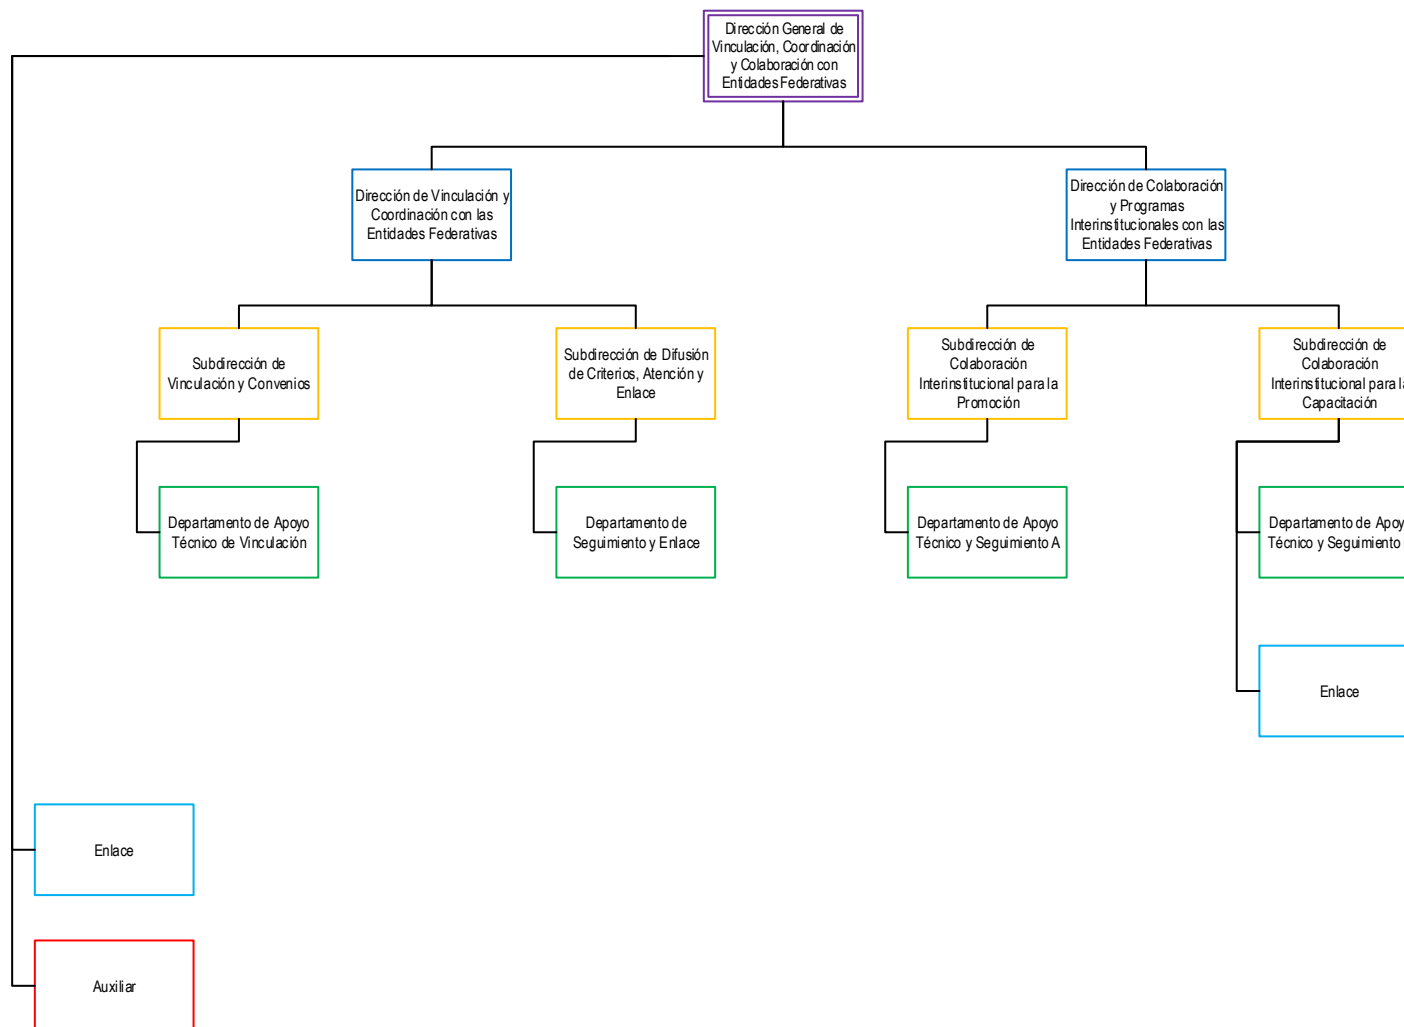 Dirección General de
Vinculación, Coordinación
y Colaboración con
Entidades Federativas
Dirección de Vinculación y
Coordinación con las
Entidades Federativas
Dirección de Colaboración
y Programas
Interinstitucionales con las
Entidades Federativas
Subdirección de
Vinculación y Convenios
Subdirección de Difusión
de Criterios, Atención y
Enlace
Subdirección de
Colaboración
Interinstitucional para la
Promoción
Subdirección de
Colaboración
Interinstitucional para la
Capacitación
Departamento de Apoyo
Técnico de Vinculación
Departamento de
Seguimiento y Enlace
Departamento de Apoyo
Técnico y Seguimiento A
Departamento de Apoyo
Técnico y Seguimiento
Enlace
Enlace
Auxiliar